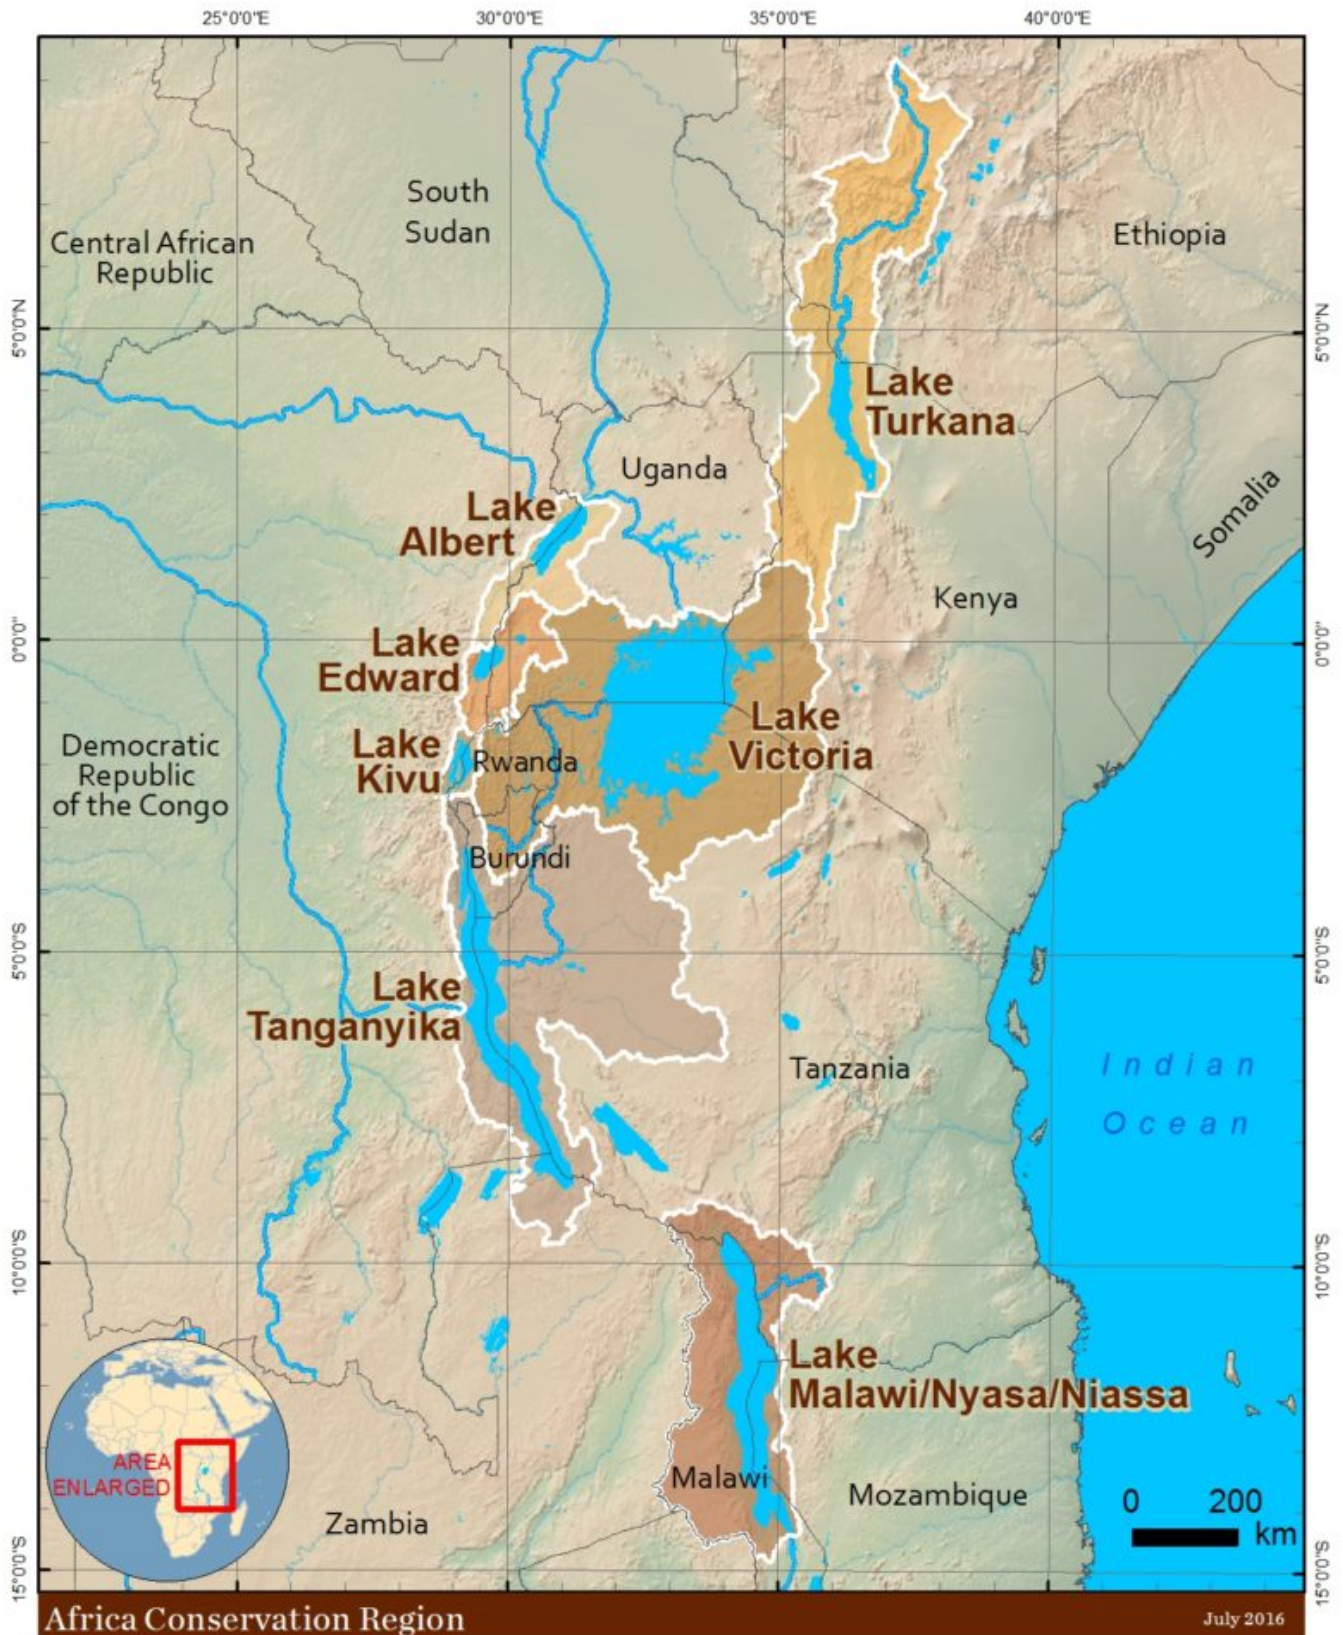 25°0'0"E
30°0'0"E
35°0'0"E
40°0'0"E
South
Sudan
Central African
Republic
Ethiopia
5°0'0"N
5°0'0"N
Lake
Turkana
Uganda
Somalia
Lake
Albert
Kenya
0°0'0"
0°0'0"
Lake
Edward
Lake
Victoria
Lake
Kivu
Rwanda
Democratic
Republic
of the Congo
Burundi
5°0'0"S
5°0'0"S
Lake
Tanganyika
Tanzania
Indian
Ocean
10°0'0"S
10°0'0"S
Lake
Malawi/Nyasa/Niassa
AREA
ENLARGED
Malawi
Mozambique
Zambia
0 200
km
15°0'0"S
15°0'0"S
Africa Conservation Region
July 2016